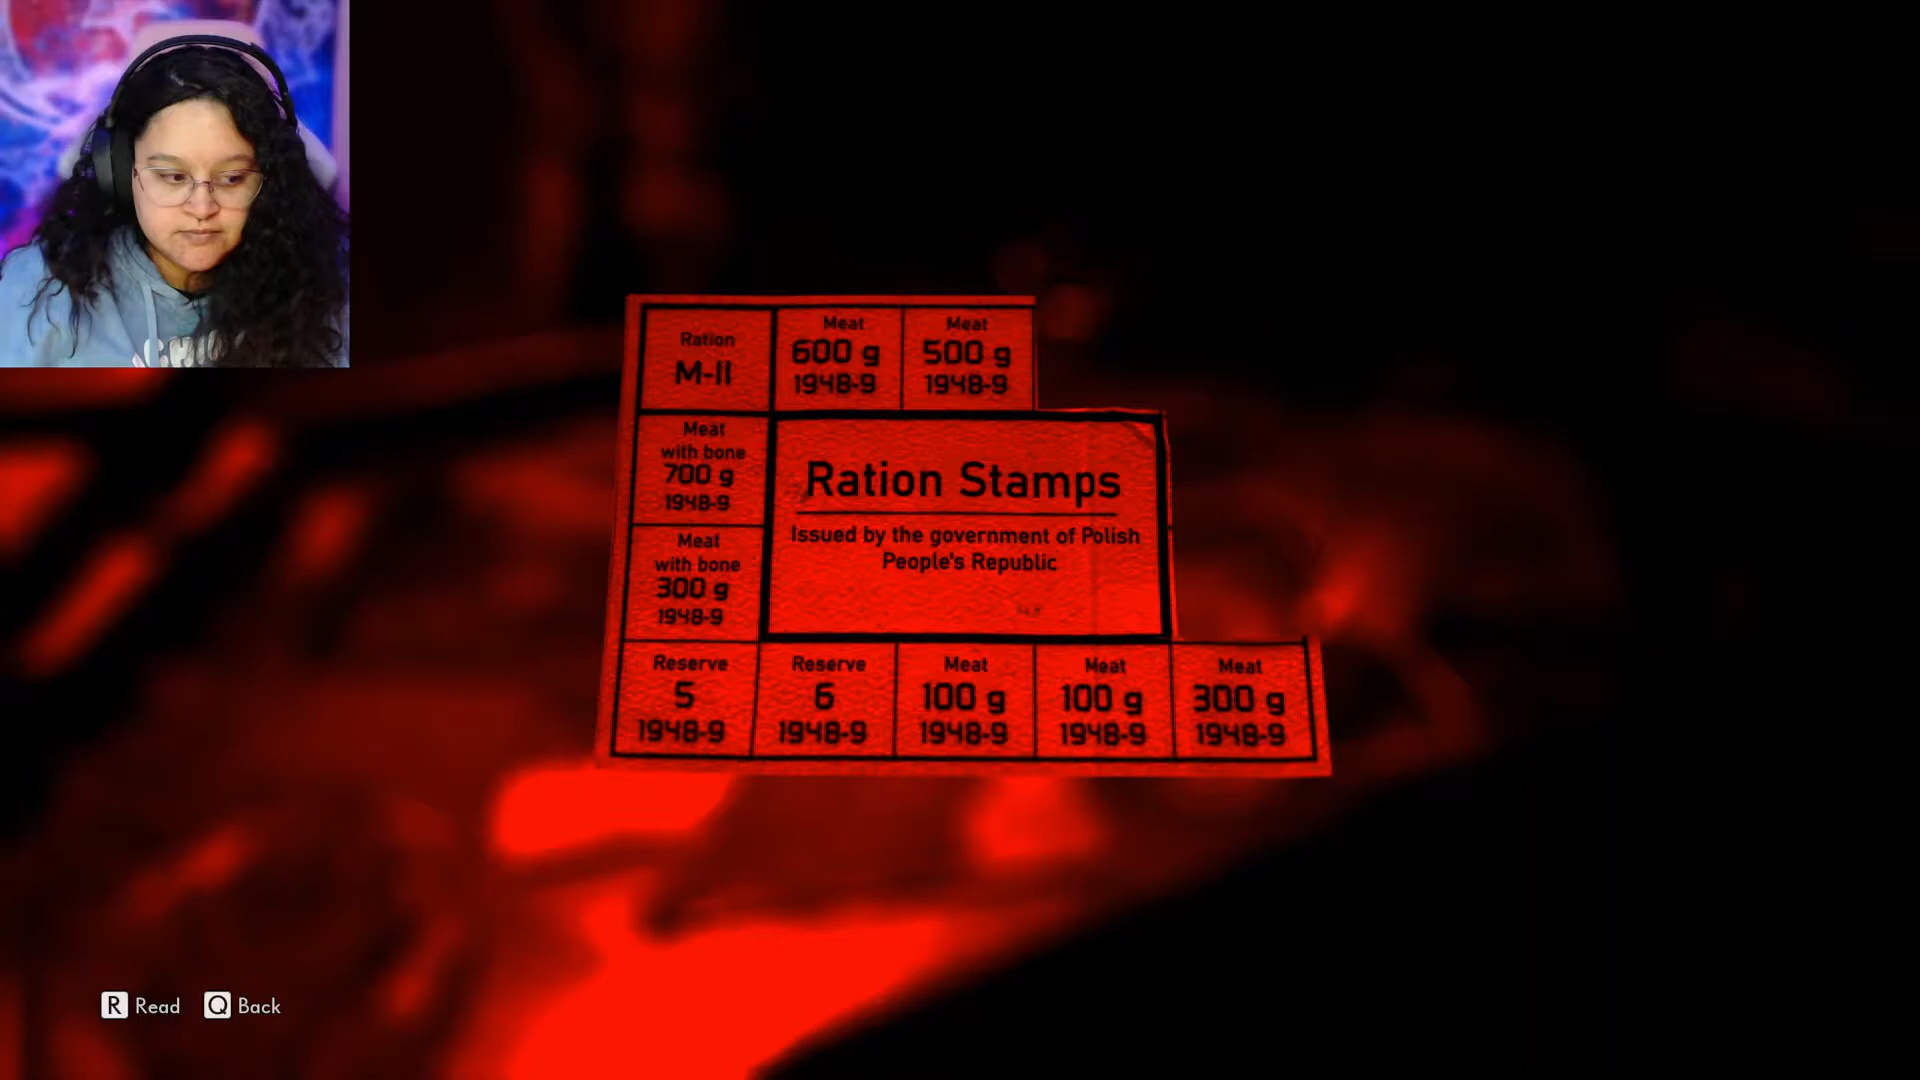 Ration
M-II
Meat
600 g
1948-9
Meat
500 g
1948-9
Meat
with bone
700 g
1948-9
Ration Stamps
Issued by the government of Polish
People's Republic
Meat
with bone
300 g
1948-9
Reserve
5
1948-9
Reserve
6
1948-9
Meat
100 g
1948-9
Meat
100 g
1948-9
Meat
300 g
1948-9
R Read Q Back